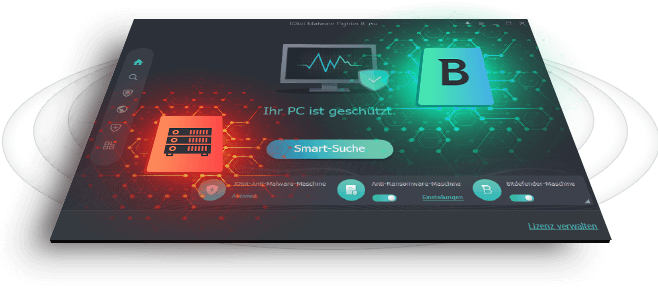 IObit Malware Fighter 8 Pro
B
Ihr PC ist geschützt.
Smart-Suche
IObit Anti-Malware-Maschine
Anti-Ransomware-Maschine
Bitdefender-Maschine
Einstellungen
Lizenz verwalten